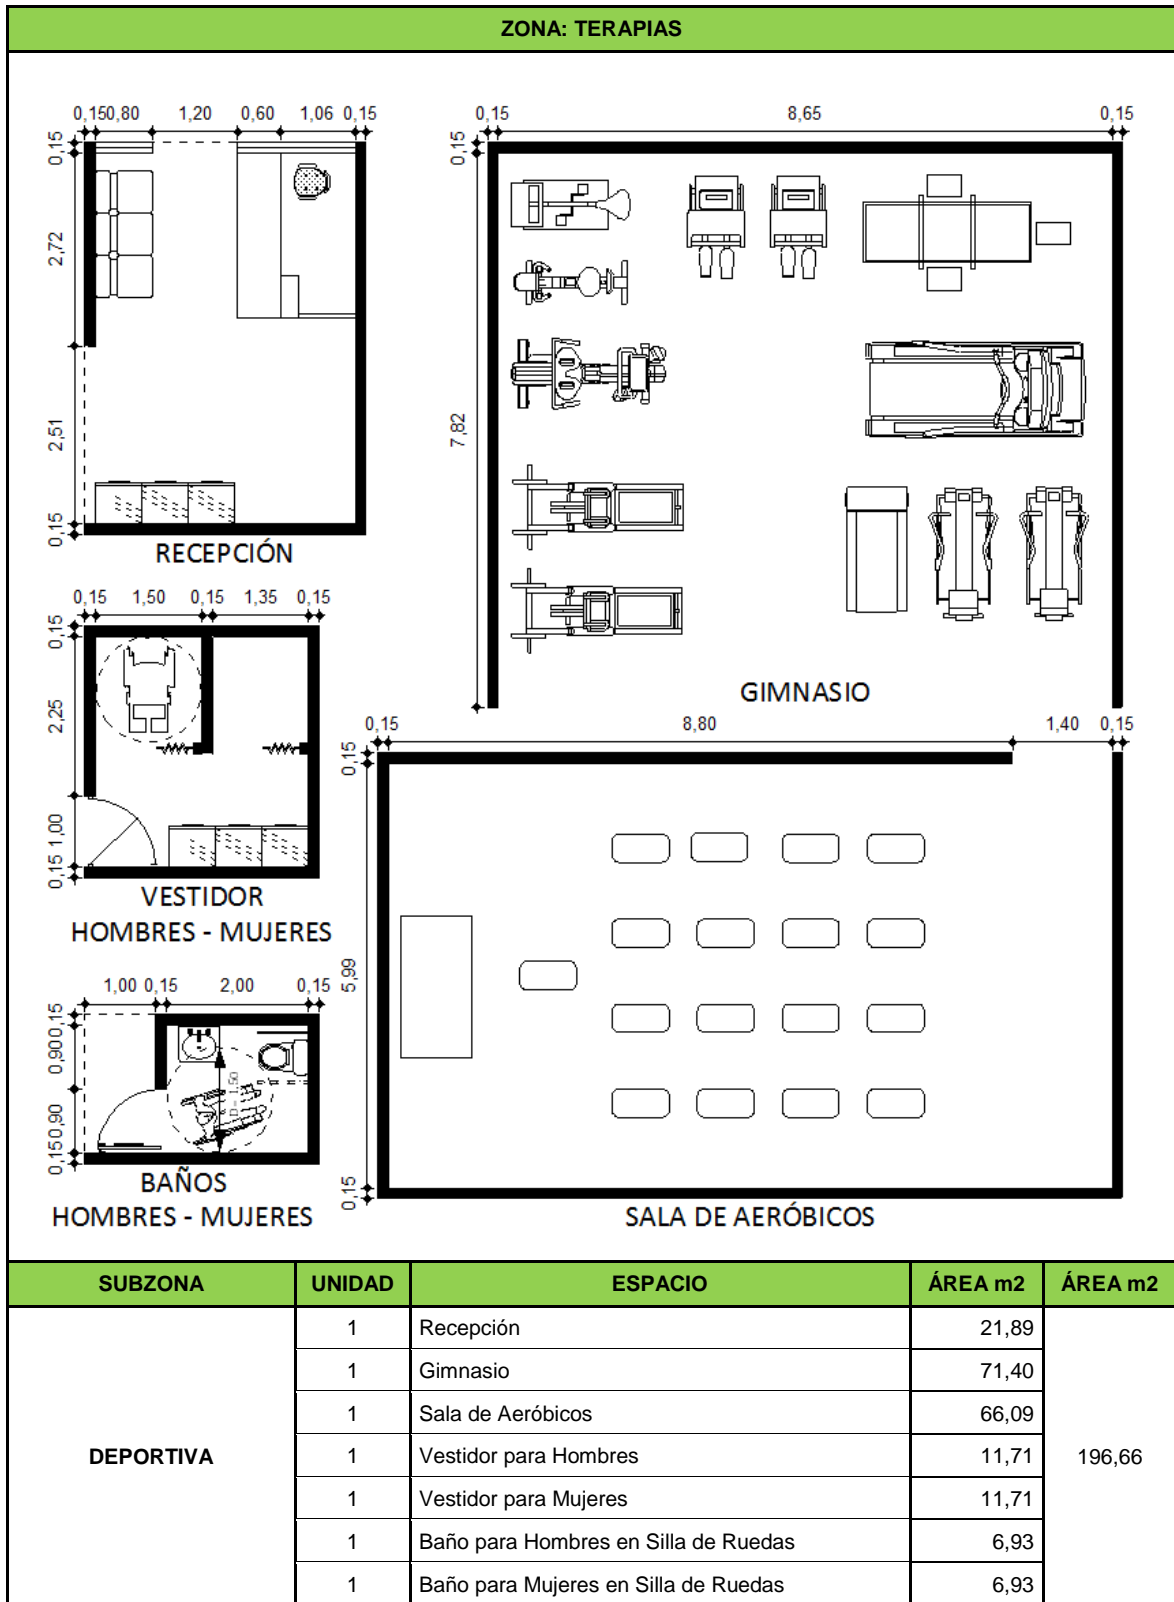 ZONA: TERAPIAS
0,15 0,80 1,20 0,60 1,06 0,15
0,15
2,72
2,51
0,15
RECEPCIÓN
0,15 8,65 0,15
0,15
7,82
GIMNASIO
0,15 1,50 0,15 1,35 0,15
0,15
2,25
1,00
0,15
VESTIDOR
HOMBRES - MUJERES
0,15 8,80 1,40 0,15
0,15
5,99
0,15
SALA DE AERÓBICOS
1,00 0,15 2,00 0,15
0,15
0,90
0,90
0,15
BAÑOS
HOMBRES - MUJERES
SUBZONA UNIDAD ESPACIO ÁREA m2 ÁREA m2
1 Recepción 21,89
1 Gimnasio 71,40
1 Sala de Aeróbicos 66,09
DEPORTIVA 1 Vestidor para Hombres 11,71 196,66
1 Vestidor para Mujeres 11,71
1 Baño para Hombres en Silla de Ruedas 6,93
1 Baño para Mujeres en Silla de Ruedas 6,93